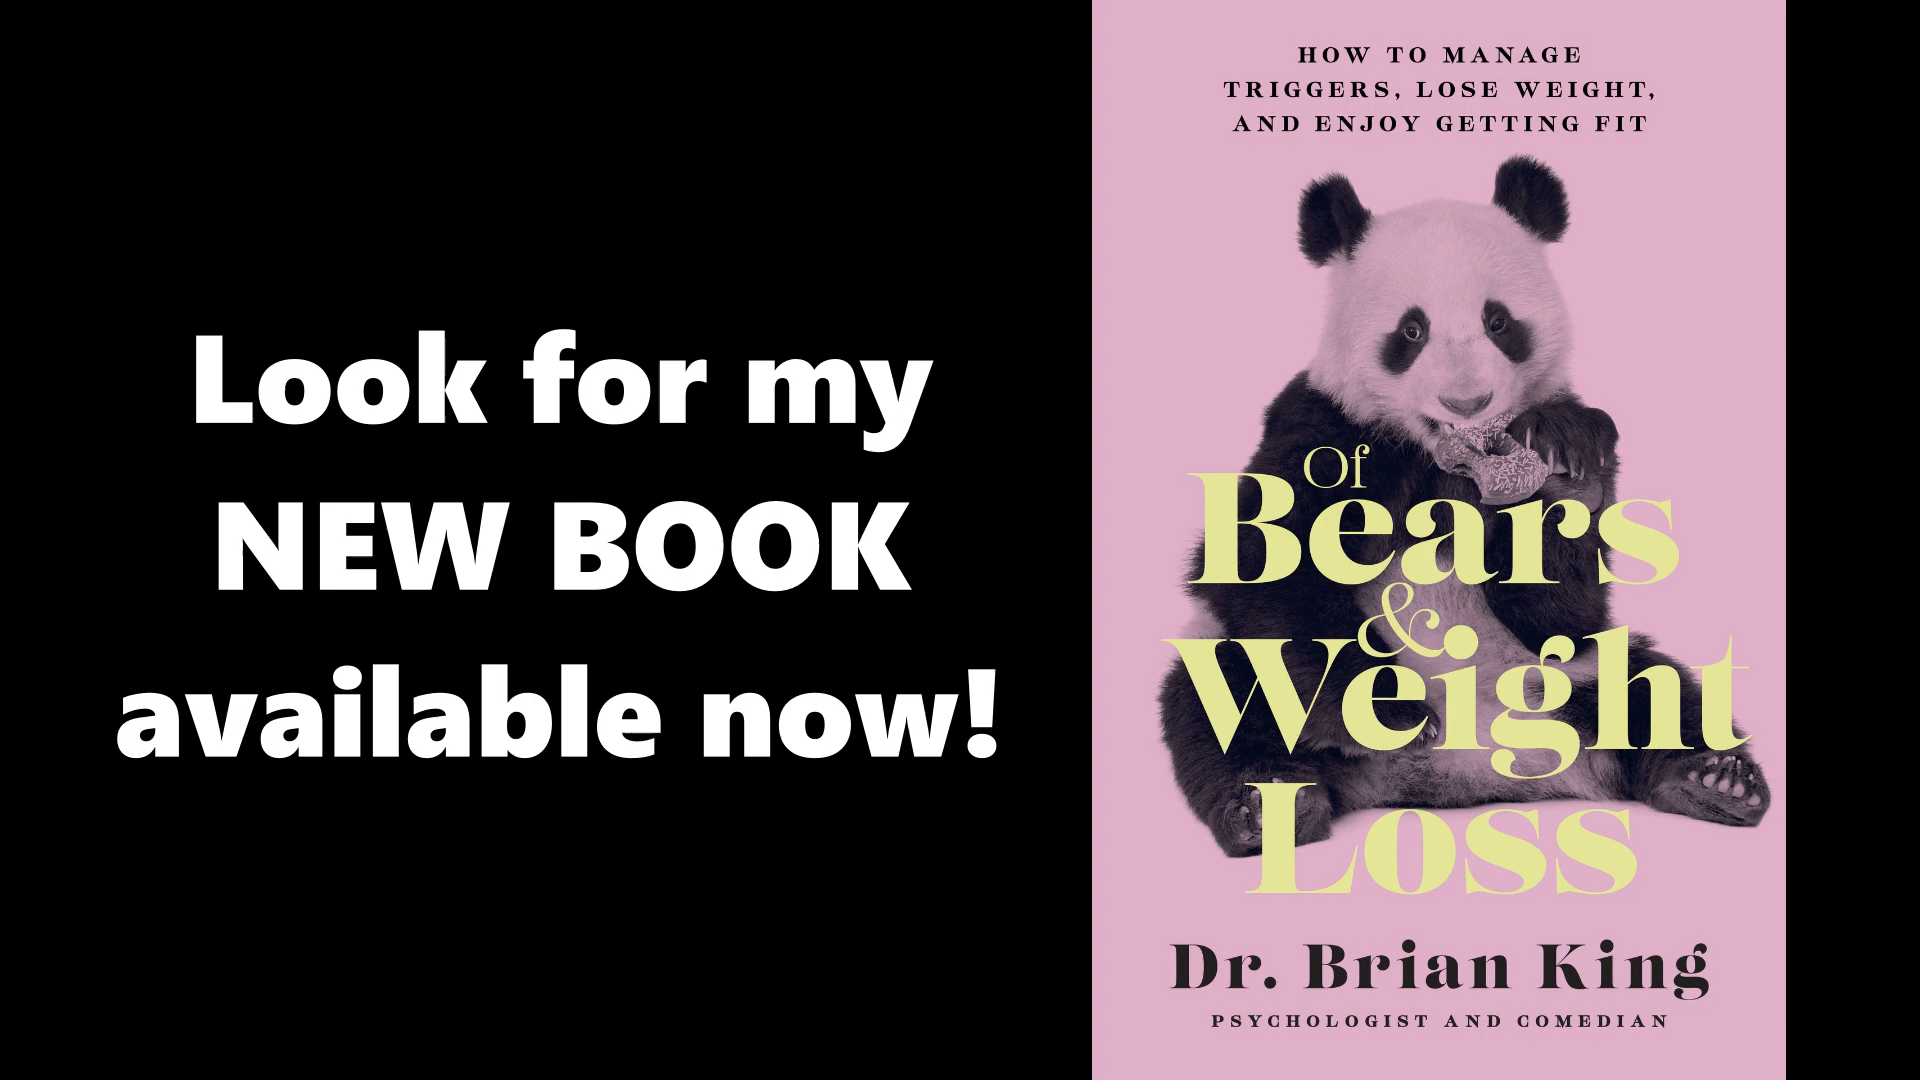 Look for my
NEW BOOK
available now!
HOW TO MANAGE
TRIGGERS, LOSE WEIGHT,
AND ENJOY GETTING FIT
Of
Bears
&
Weight
Loss
Dr. Brian King
PSYCHOLOGIST AND COMEDIAN